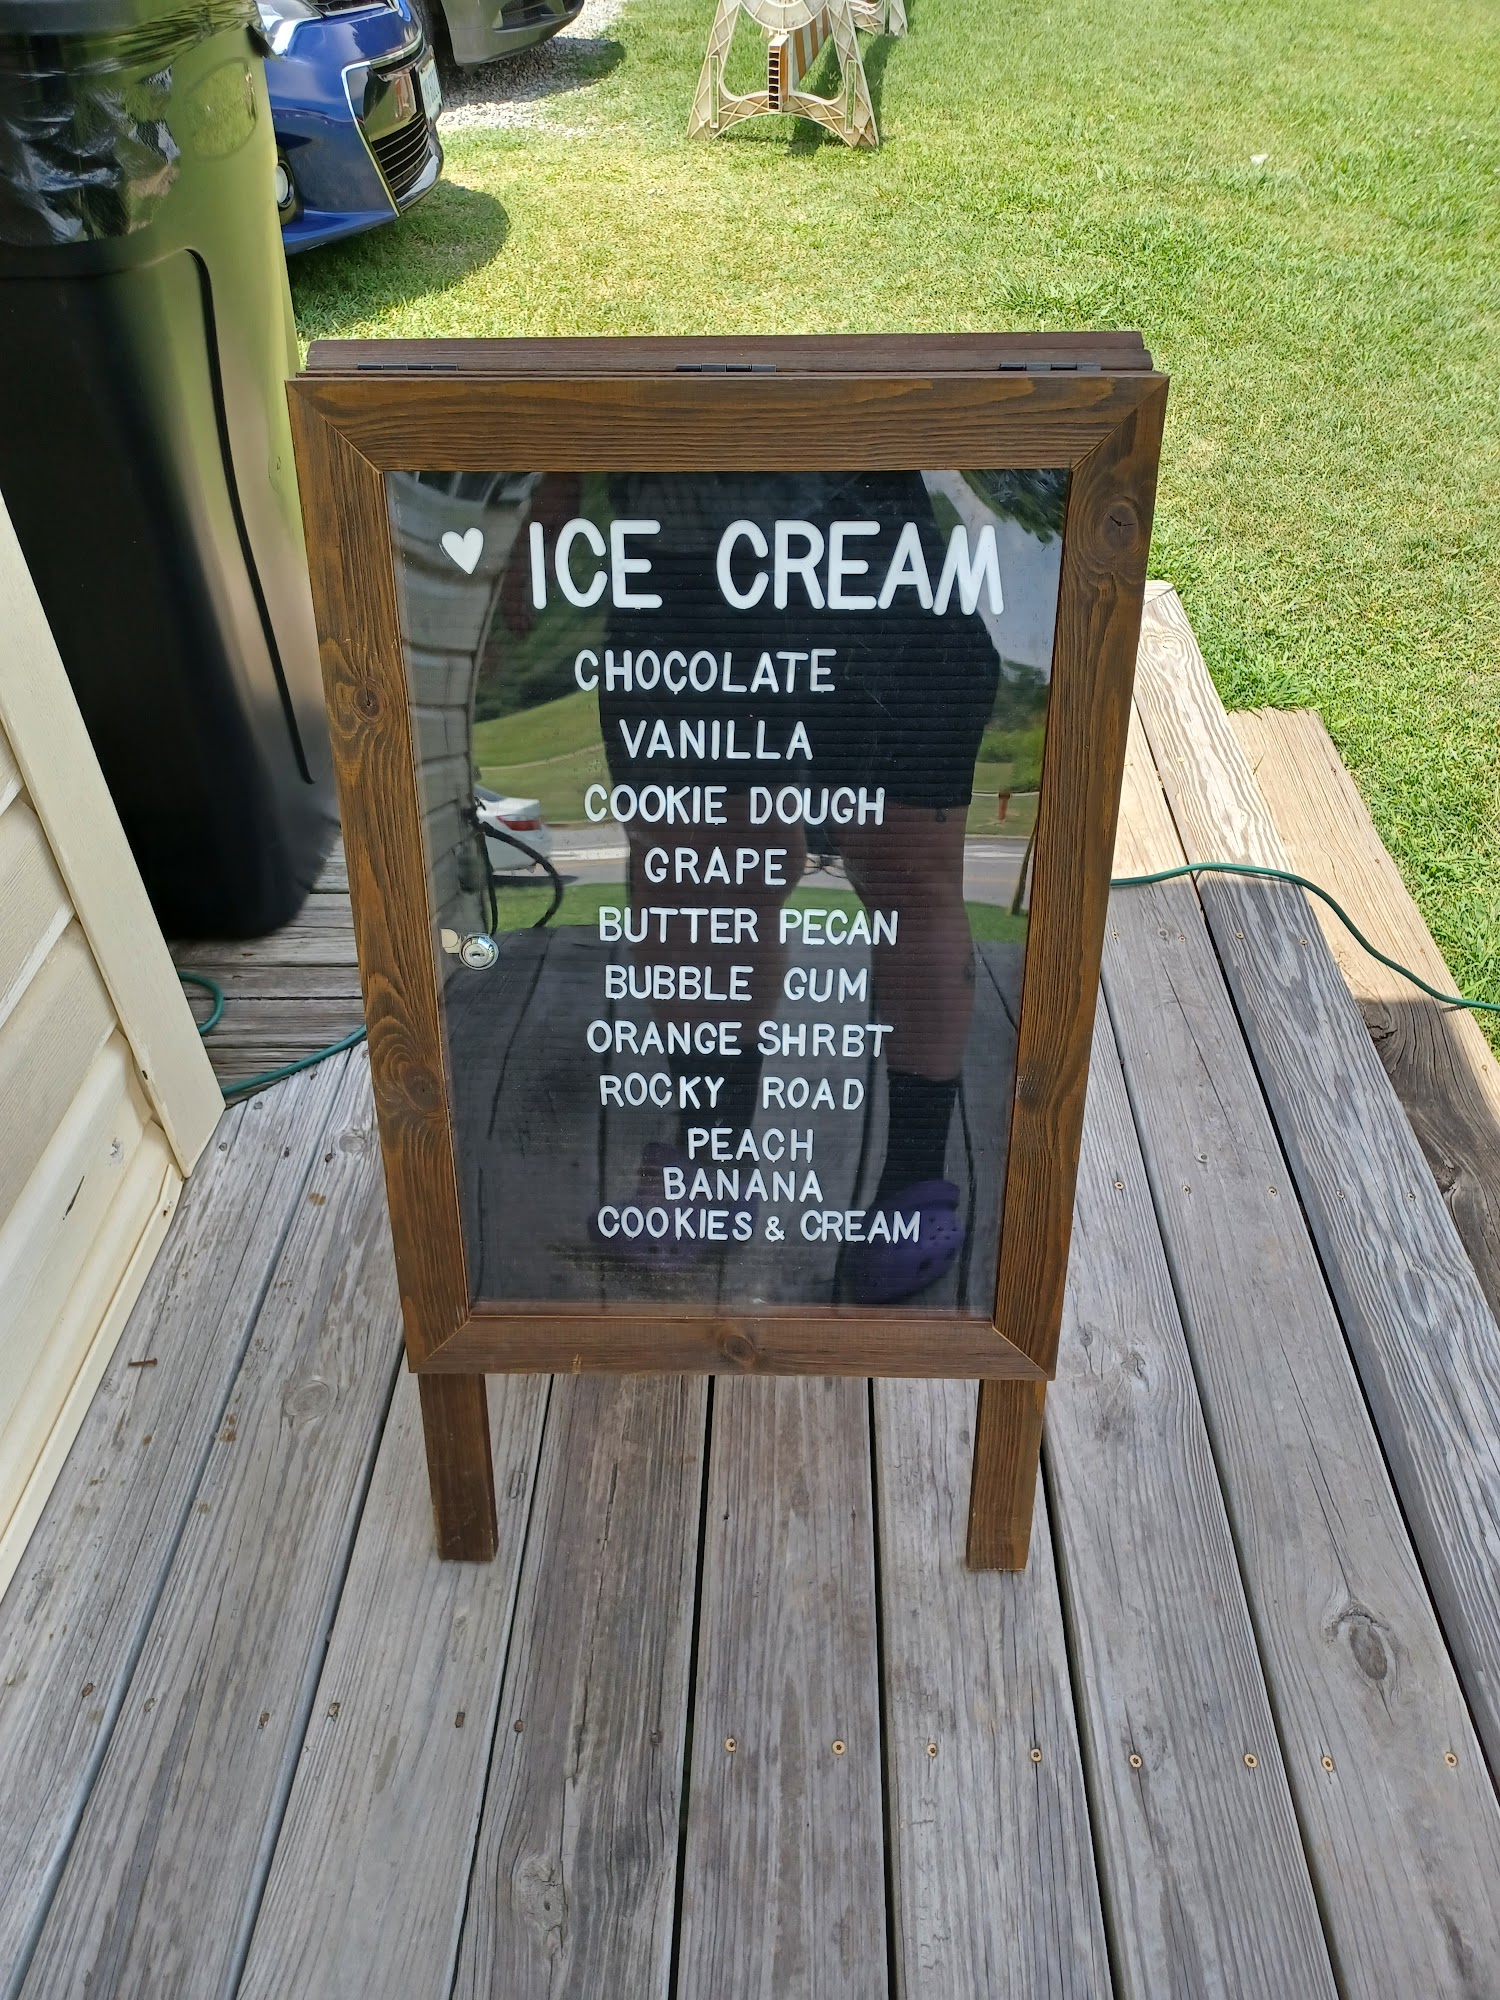 ♥ ICE CREAM
CHOCOLATE
VANILLA
COOKIE DOUGH
GRAPE
BUTTER PECAN
BUBBLE GUM
ORANGE SHRBT
ROCKY ROAD
PEACH
BANANA
COOKIES & CREAM